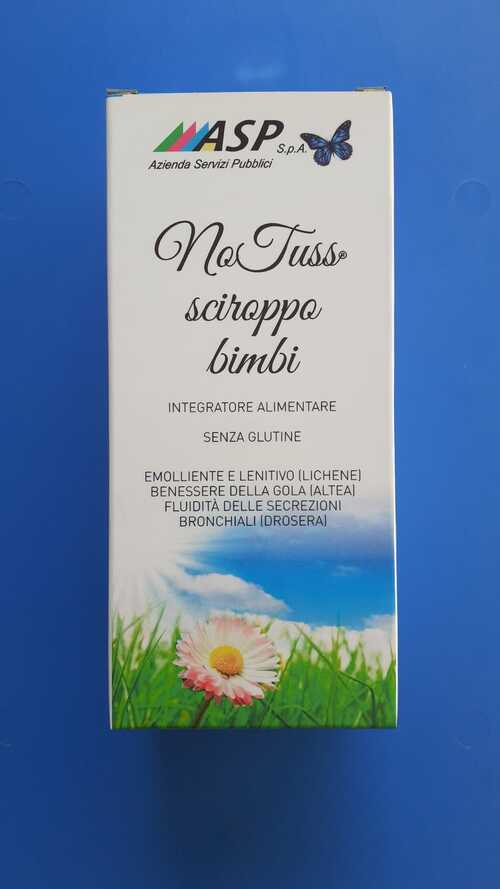 ASP S.p.A.
Azienda Servizi Pubblici
NoTuss®
sciroppo
bimbi
INTEGRATORE ALIMENTARE
SENZA GLUTINE
EMOLLIENTE E LENITIVO (LICHENE)
BENESSERE DELLA GOLA (ALTEA)
FLUIDITÀ DELLE SECREZIONI
BRONCHIALI (DROSERA)